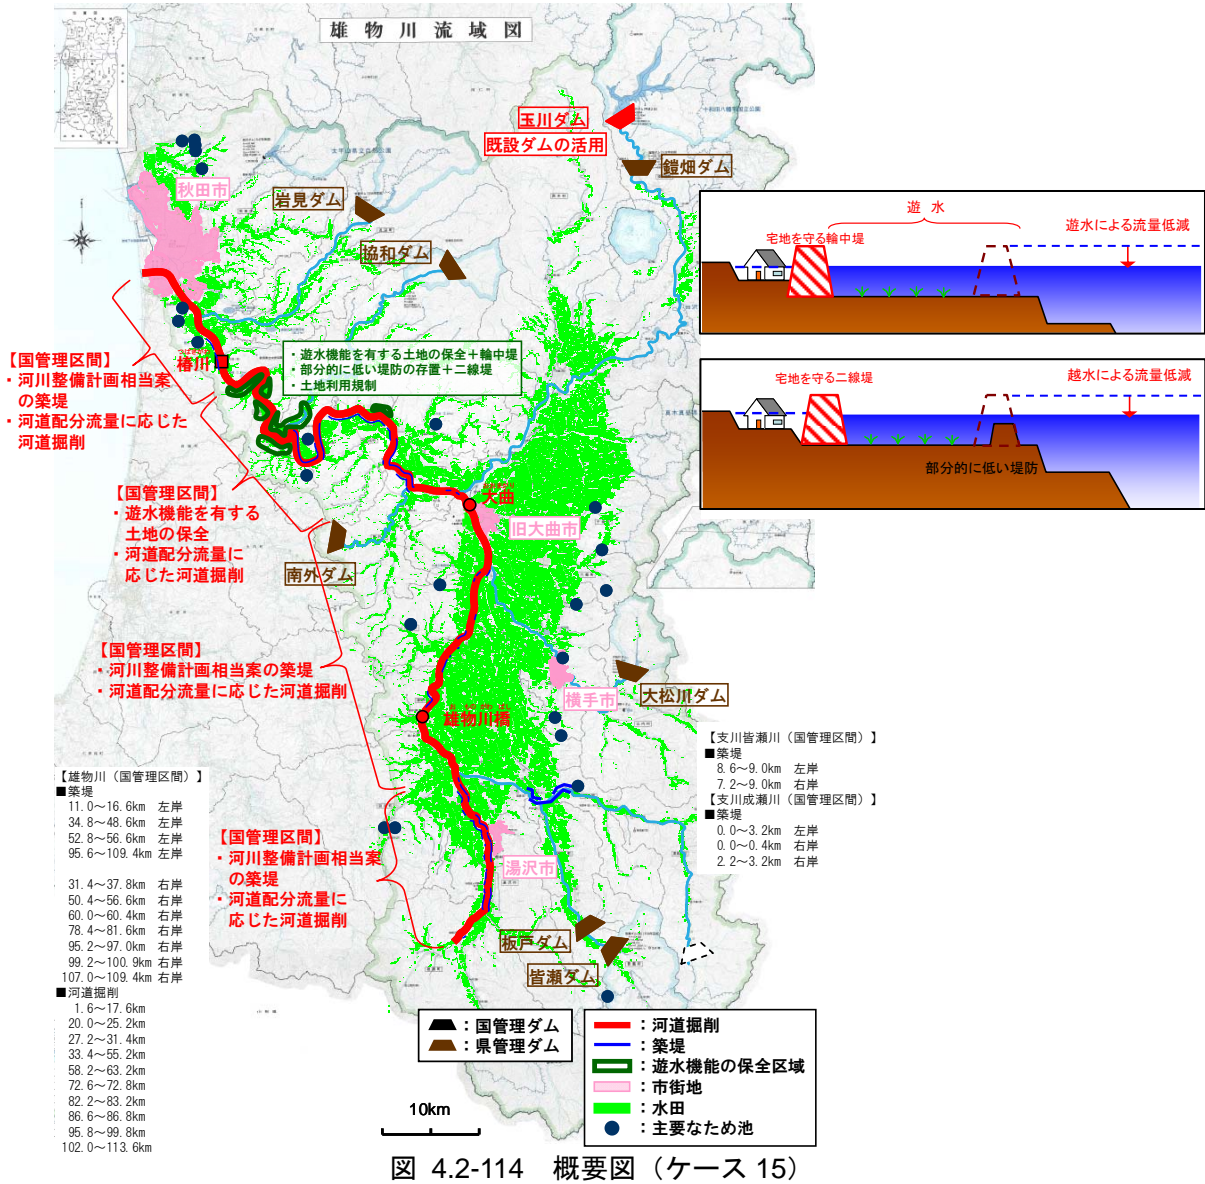 雄物川流域図
玉川ダム
既設ダムの活用
鎧畑ダム
秋田市
岩見ダム
協和ダム
遊 水
宅地を守る輪中堤
遊水による流量低減
【国管理区間】
・河川整備計画相当案
の築堤
・河道配分流量に応じた
河道掘削
つばきがわ
椿川
・遊水機能を有する土地の保全＋輪中堤
・部分的に低い堤防の存置＋二線堤
・土地利用規制
宅地を守る二線堤
越水による流量低減
部分的に低い堤防
【国管理区間】
・遊水機能を有する
土地の保全
・河道配分流量に
応じた河道掘削
おおまがり
大曲
旧大曲市
南外ダム
【国管理区間】
・河川整備計画相当案の築堤
・河道配分流量に応じた河道掘削
横手市
大松川ダム
お もの がわ ばし
雄物川橋
【支川皆瀬川（国管理区間）】
■築堤
8.6～9.0km 左岸
7.2～9.0km 右岸
【支川成瀬川（国管理区間）】
■築堤
0.0～3.2km 左岸
0.0～0.4km 右岸
2.2～3.2km 右岸
【雄物川（国管理区間）】
■築堤
11.0～16.6km 左岸
34.8～48.6km 左岸
52.8～56.6km 左岸
95.6～109.4km 左岸
31.4～37.8km 右岸
50.4～56.6km 右岸
60.0～60.4km 右岸
78.4～81.6km 右岸
95.2～97.0km 右岸
99.2～100.9km 右岸
107.0～109.4km 右岸
■河道掘削
1.6～17.6km
20.0～25.2km
27.2～31.4km
33.4～55.2km
58.2～63.2km
72.6～72.8km
82.2～83.2km
86.6～86.8km
95.8～99.8km
102.0～113.6km
【国管理区間】
・河川整備計画相当案
の築堤
・河道配分流量に
応じた河道掘削
湯沢市
板戸ダム
皆瀬ダム
：国管理ダム
：県管理ダム
：河道掘削
：築堤
：遊水機能の保全区域
：市街地
：水田
：主要なため池
10km
図 4.2-114 概要図（ケース 15）